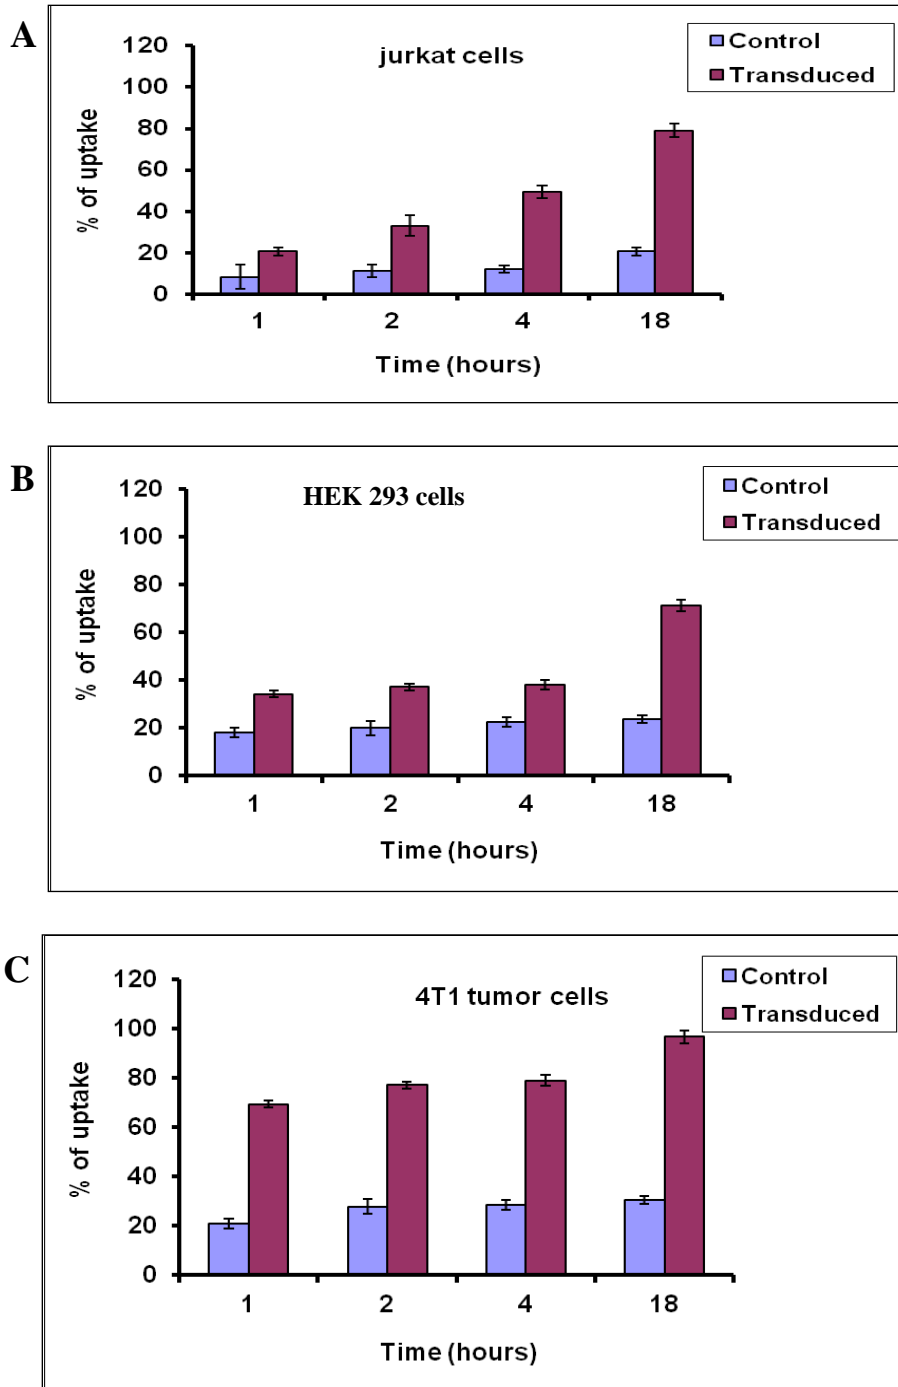 A
jurkat cells
Control
Transduced
120
100
80
60
40
20
0
% of uptake
1 2 4 18
Time (hours)
B
HEK 293 cells
Control
Transduced
120
100
80
60
40
20
0
% of uptake
1 2 4 18
Time (hours)
C
4T1 tumor cells
Control
Transduced
120
100
80
60
40
20
0
% of uptake
1 2 4 18
Time (hours)